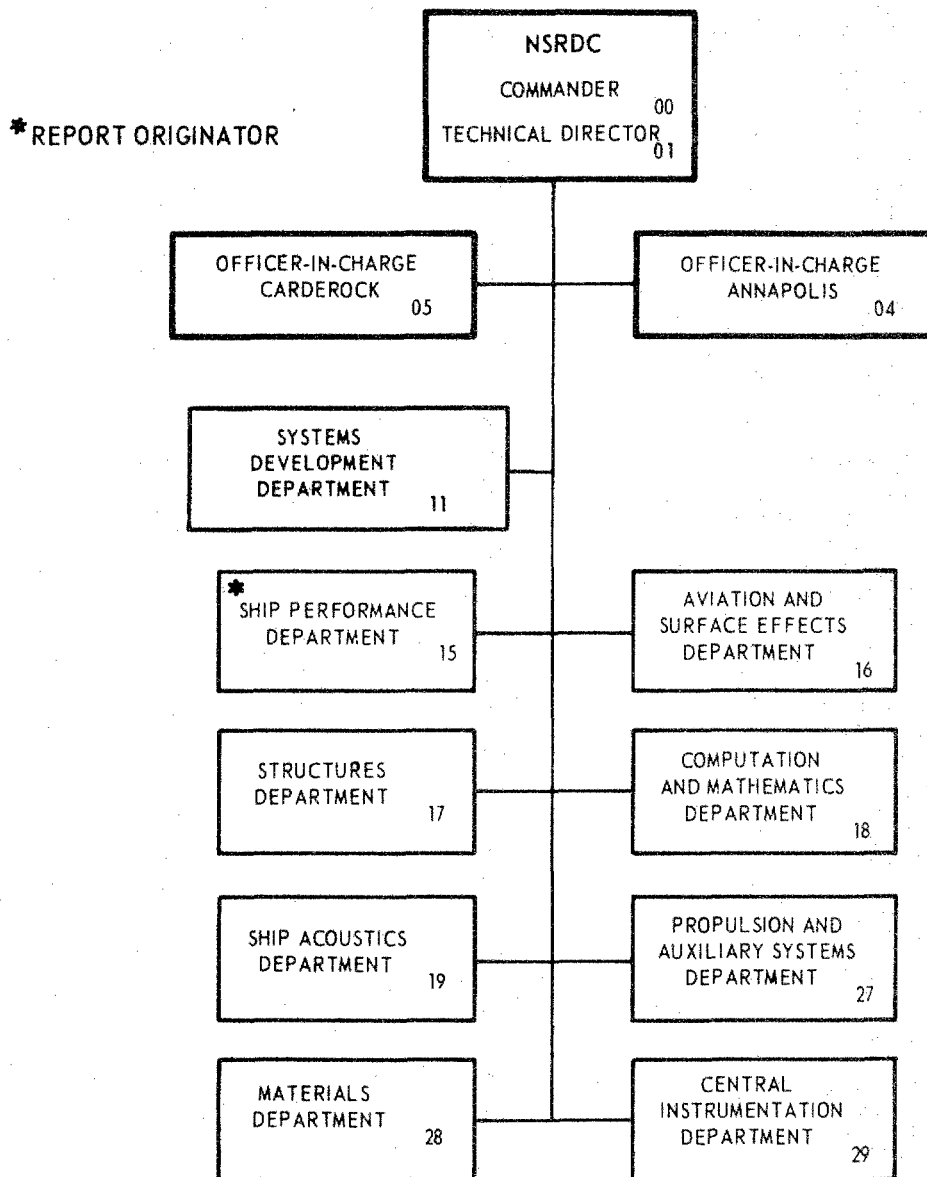 NSRDC
COMMANDER
00
TECHNICAL DIRECTOR
01
*REPORT ORIGINATOR
OFFICER-IN-CHARGE
CARDEROCK
05
OFFICER-IN-CHARGE
ANNAPOLIS
04
SYSTEMS
DEVELOPMENT
DEPARTMENT
11
*
SHIP PERFORMANCE
DEPARTMENT
15
AVIATION AND
SURFACE EFFECTS
DEPARTMENT
16
STRUCTURES
DEPARTMENT
17
COMPUTATION
AND MATHEMATICS
DEPARTMENT
18
SHIP ACOUSTICS
DEPARTMENT
19
PROPULSION AND
AUXILIARY SYSTEMS
DEPARTMENT
27
MATERIALS
DEPARTMENT
28
CENTRAL
INSTRUMENTATION
DEPARTMENT
29